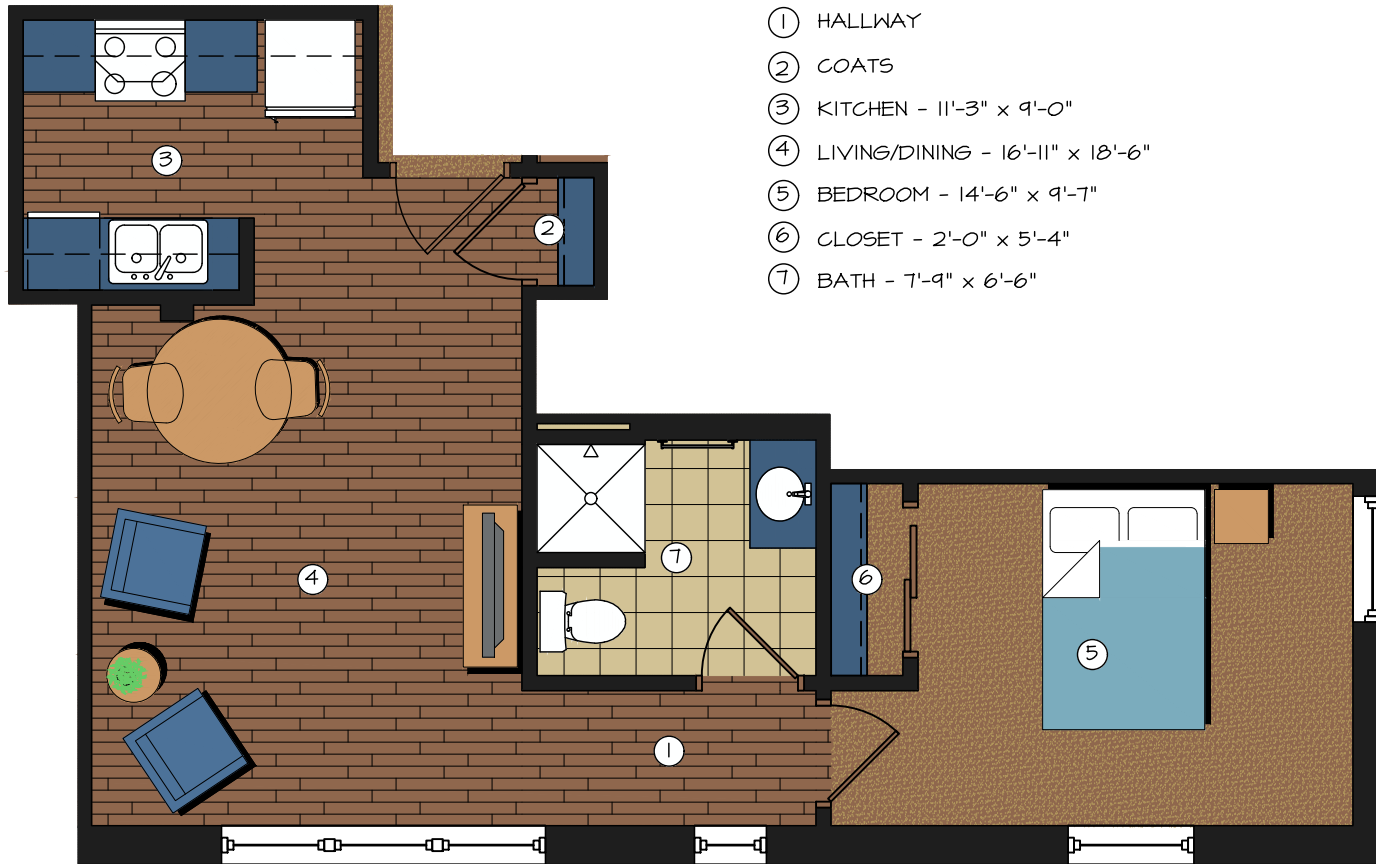 1 HALLWAY
2 COATS
3 KITCHEN - 11'-3" x 9'-0"
4 LIVING/DINING - 16'-11" x 18'-6"
5 BEDROOM - 14'-6" x 9'-7"
6 CLOSET - 2'-0" x 5'-4"
7 BATH - 7'-9" x 6'-6"
3
2
7
4
6
5
1